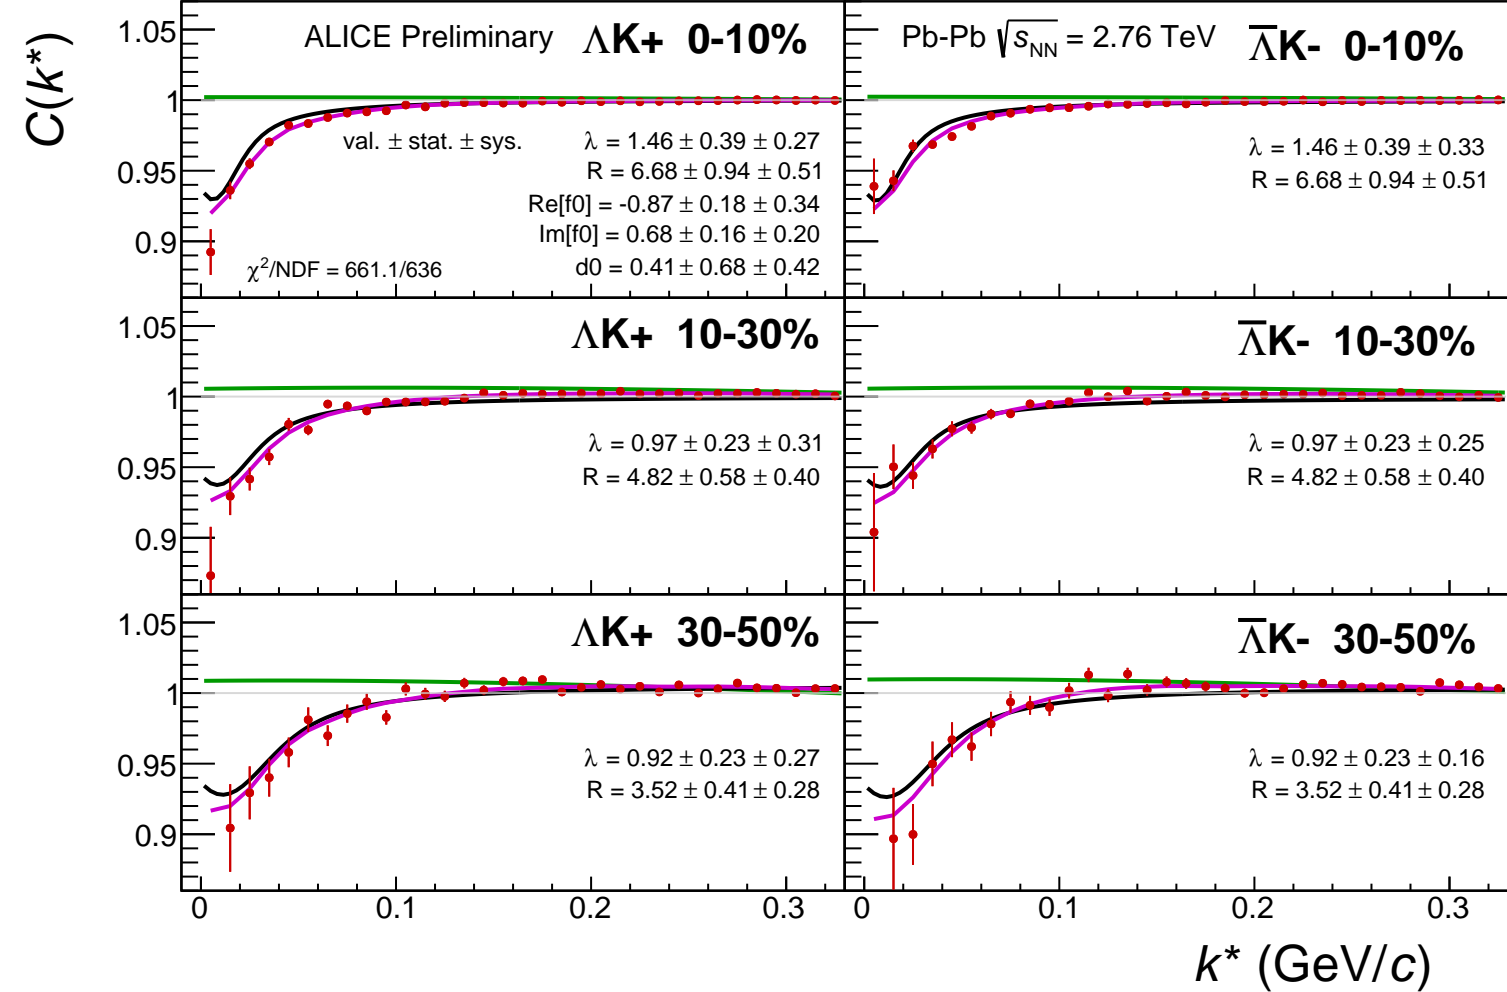 C(k*)
ALICE Preliminary ΛK+ 0-10%
1.05
1
0.95
0.9
val. ± stat. ± sys.
λ = 1.46 ± 0.39 ± 0.27
R = 6.68 ± 0.94 ± 0.51
Re[f0] = -0.87 ± 0.18 ± 0.34
Im[f0] = 0.68 ± 0.16 ± 0.20
d0 = 0.41 ± 0.68 ± 0.42
χ²/NDF = 661.1/636
Pb-Pb √s_NN = 2.76 TeV Λ̅K- 0-10%
λ = 1.46 ± 0.39 ± 0.33
R = 6.68 ± 0.94 ± 0.51
ΛK+ 10-30%
1.05
1
0.95
0.9
λ = 0.97 ± 0.23 ± 0.31
R = 4.82 ± 0.58 ± 0.40
Λ̅K- 10-30%
λ = 0.97 ± 0.23 ± 0.25
R = 4.82 ± 0.58 ± 0.40
ΛK+ 30-50%
1.05
1
0.95
0.9
λ = 0.92 ± 0.23 ± 0.27
R = 3.52 ± 0.41 ± 0.28
Λ̅K- 30-50%
λ = 0.92 ± 0.23 ± 0.16
R = 3.52 ± 0.41 ± 0.28
0 0.1 0.2 0.3 0 0.1 0.2 0.3
k* (GeV/c)